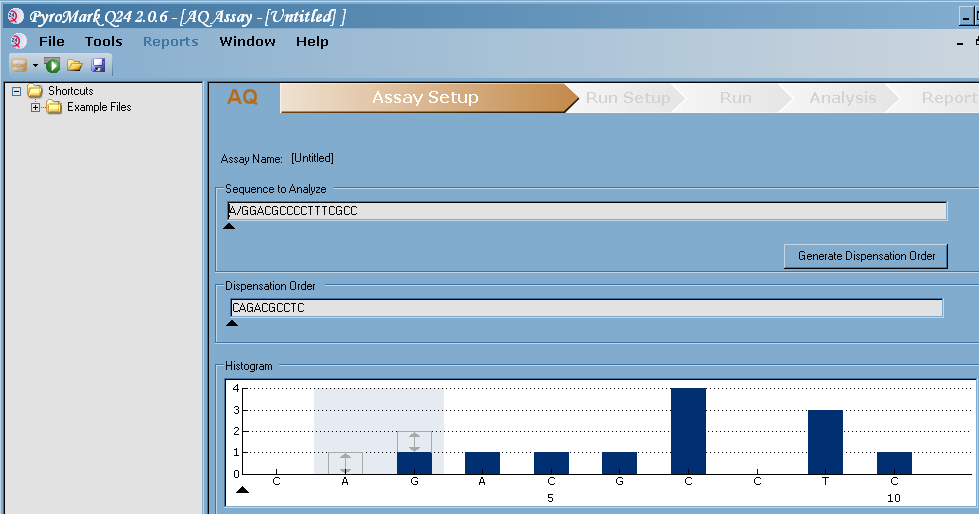 PyroMark Q24 2.0.6 - [AQ Assay - [Untitled] ]
File Tools Reports Window Help
Shortcuts
Example Files
AQ Assay Setup Run Setup Run Analysis Report
Assay Name: [Untitled]
Sequence to Analyze
A/GGACGCCCCTTTCGCC
Generate Dispensation Order
Dispensation Order
CAGACGCCTC
Histogram
4
3
2
1
0
C A G A C G C C T C
5 10